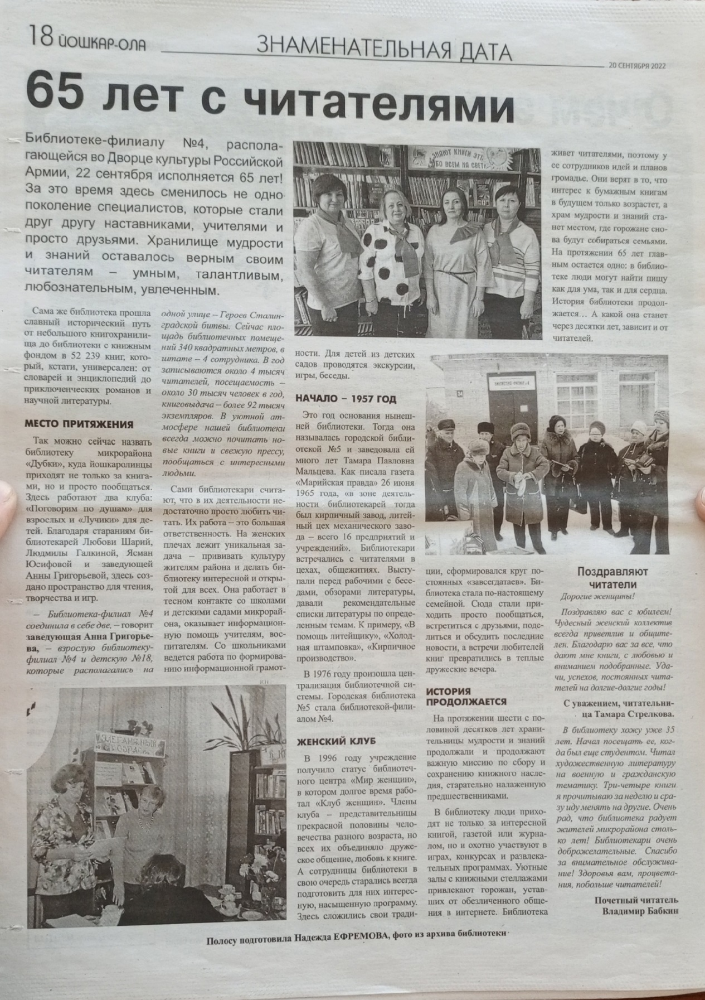 18 ЙОШКАР-ОЛА
ЗНАМЕНАТЕЛЬНАЯ ДАТА
20 СЕНТЯБРЯ 2022
65 лет с читателями
Библиотеке-филиалу №4, распола-
гающейся во Дворце культуры Российской
Армии, 22 сентября исполняется 65 лет!
За это время здесь сменилось не одно
поколение специалистов, которые стали
друг другу наставниками, учителями и
просто друзьями. Хранилище мудрости
и знаний оставалось верным своим
читателям – умным, талантливым,
любознательным, увлеченным.
Сама же библиотека прошла
славный исторический путь
от небольшого книгохранили-
ща до библиотеки с книжным
фондом в 52 239 книг, кото-
рый, кстати, универсален: от
словарей и энциклопедий до
приключенческих романов и
научной литературы.
МЕСТО ПРИТЯЖЕНИЯ
Так можно сейчас назвать
библиотеку микрорайона
«Дубки», куда йошкаролинцы
приходят не только за книга-
ми, но и просто пообщаться.
Здесь работают два клуба:
«Поговорим по душам» для
взрослых и «Лучики» для де-
тей. Благодаря стараниям би-
блиотекарей Любови Шарий,
Людмилы Галкиной, Ясман
Юсифовой и заведующей
Анны Григорьевой, здесь соз-
дано пространство для чтения,
творчества и игр.
– Библиотека-филиал №4
соединила в себе две, – говорит
заведующая Анна Григорье-
ва, – взрослую библиотеку-
филиал №4 и детскую №18,
которые располагались на
одной улице – Героев Сталин-
градской битвы. Сейчас пло-
щадь библиотечных помеще-
ний 340 квадратных метров, в
штате – 4 сотрудника. В год
записываются около 4 тысяч
читателей, посещаемость –
около 30 тысяч человек в год,
книговыдача – более 92 тысяч
экземпляров. В уютной ат-
мосфере нашей библиотеки
всегда можно почитать но-
вые книги и свежую прессу,
пообщаться с интересными
людьми.
Сами библиотекари счита-
ют, что в их деятельности не-
достаточно просто любить чи-
тать. Их работа – это большая
ответственность. На женских
плечах лежит уникальная за-
дача – прививать культуру
жителям района и делать би-
блиотеку интересной и откры-
той для всех. Она работает в
тесном контакте со школами
и детскими садами микрорай-
она, оказывает информацион-
ную помощь учителям, вос-
питателям. Со школьниками
ведется работа по формирова-
нию информационной грамот-
ЗНАЮТ КНИГИ ЭТИ
ОБО ВСЕМ НА СВЕТЕ
ности. Для детей из детских
садов проводятся экскурсии,
игры, беседы.
НАЧАЛО – 1957 ГОД
Это год основания нынеш-
ней библиотеки. Тогда она
называлась городской библи-
отекой №5 и заведовала ей
много лет Тамара Павловна
Мальцева. Как писала газета
«Марийская правда» 26 июня
1965 года, «в зоне деятель-
ности библиотекарей тогда
был кирпичный завод, литей-
ный цех механического заво-
да – всего 16 предприятий и
учреждений». Библиотекари
встречались с читателями в
цехах, общежитиях. Высту-
пали перед рабочими с бесе-
дами, обзорами литературы,
давали рекомендательные
списки литературы по опреде-
ленным темам. К примеру, «В
помощь литейщику», «Холод-
ная штамповка», «Кирпичное
производство».
В 1976 году произошла цен-
трализация библиотечной си-
стемы. Городская библиотека
№5 стала библиотекой-фили-
алом №4.
ЖЕНСКИЙ КЛУБ
В 1996 году учреждение
получило статус библиотеч-
ного центра «Мир женщин»,
в котором долгое время рабо-
тал «Клуб женщин». Члены
клуба – представительницы
прекрасной половины чело-
вечества разного возраста, но
всех их объединяло друже-
ское общение, любовь к книге.
А сотрудницы библиотеки в
свою очередь старались всегда
подготовить для них интерес-
ную, насыщенную программу.
Здесь сложились свои тради-
ции, сформировался круг по-
стоянных «завсегдатаев». Би-
блиотека стала по-настоящему
семейной. Сюда стали при-
ходить просто пообщаться,
встретиться с друзьями, поде-
литься и обсудить последние
новости, а встречи любителей
книг превратились в теплые
дружеские вечера.
ИСТОРИЯ
ПРОДОЛЖАЕТСЯ
На протяжении шести с по-
ловиной десятков лет храни-
тельницы мудрости и знаний
продолжали и продолжают
важную миссию по сбору и
сохранению книжного насле-
дия, старательно налаженную
предшественниками.
В библиотеку люди прихо-
дят не только за интересной
книгой, газетой или журна-
лом, но и охотно участвуют в
играх, конкурсах и развлека-
тельных программах. Уютные
залы с книжными стеллажами
привлекают горожан, устав-
ших от обезличенного обще-
ния в интернете. Библиотека
живет читателями, поэтому у
ее сотрудников идей и планов
громадье. Они верят в то, что
интерес к бумажным книгам
в будущем только возрастет, а
храм мудрости и знаний ста-
нет местом, где горожане сно-
ва будут собираться семьями.
На протяжении 65 лет глав-
ным остается одно: в библио-
теке люди могут найти пищу
как для ума, так и для сердца.
История библиотеки продол-
жается… А какой она станет
через десятки лет, зависит и от
читателей.
Поздравляют
читатели
Дорогие женщины!
Поздравляю вас с юбилеем!
Чудесный женский коллектив
всегда приветлив и общите-
лен. Благодарю вас за все, что
дают мне книги, с любовью и
вниманием подобранные. Уда-
чи, успехов, постоянных чита-
телей на долгие-долгие годы!
С уважением, читательни-
ца Тамара Стрелкова.
В библиотеку хожу уже 35
лет. Начал посещать ее, ког-
да был еще студентом. Читал
художественную литературу
на военную и гражданскую
тематику. Три-четыре книги
я прочитываю за неделю и сра-
зу иду менять на другие. Очень
рад, что библиотека радует
жителей микрорайона столь-
ко лет! Библиотекари очень
доброжелательные. Спасибо
за внимательное обслужива-
ние! Здоровья вам, процвета-
ния, побольше читателей!
Почетный читатель
Владимир Бабкин
Полосу подготовила Надежда ЕФРЕМОВА, фото из архива библиотеки